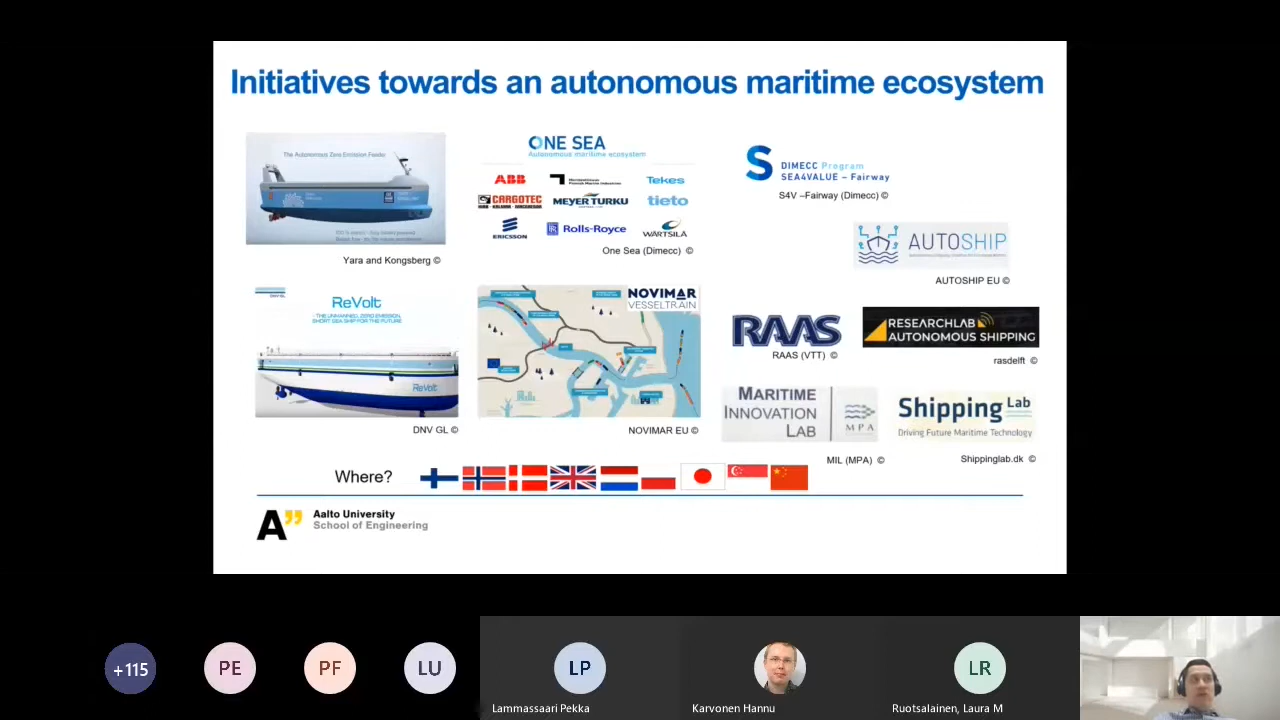 Initiatives towards an autonomous maritime ecosystem
The Autonomous Zero Emission Feeder
Yara and Kongsberg ©
ONE SEA
Autonomous maritime ecosystem
ABB
Tekes
CARGOTEC
MEYER TURKU
tieto
ERICSSON
Rolls-Royce
WÄRTSILÄ
One Sea (Dimecc) ©
DIMECC Program
SEA4VALUE – Fairway
S4V –Fairway (Dimecc) ©
AUTOSHIP
AUTOSHIP EU ©
ReVolt
- THE UNMANNED, ZERO EMISSION,
SHORT SEA SHIP FOR THE FUTURE
ReVolt
DNV GL ©
NOVIMAR
VESSELTRAIN
NOVIMAR EU ©
RAAS
RAAS (VTT) ©
RESEARCHLAB
AUTONOMOUS SHIPPING
rasdelft ©
MARITIME
INNOVATION
LAB
MPA
MIL (MPA) ©
Shipping Lab
Driving Future Maritime Technology
Shippinglab.dk ©
Where?
A”
Aalto University
School of Engineering
+115
PE
PF
LU
LP
LR
Lammassaari Pekka
Karvonen Hannu
Ruotsalainen, Laura M